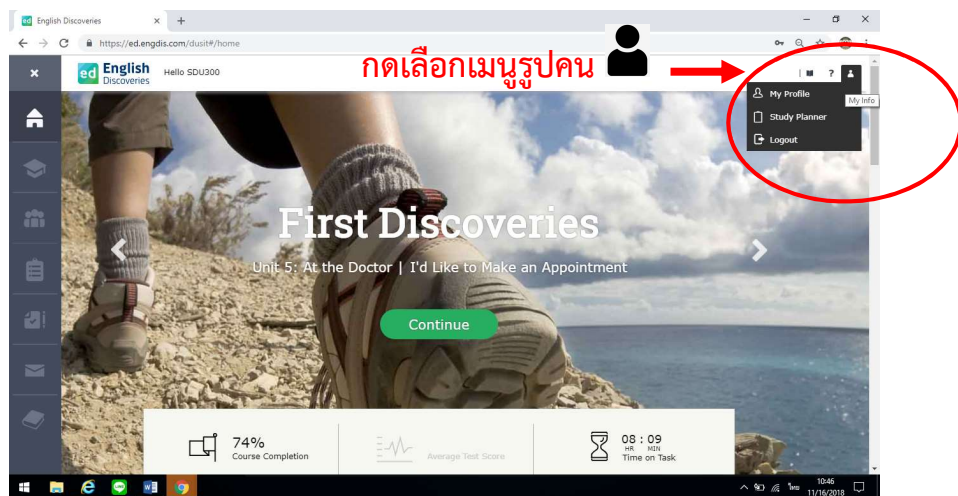 English Discoveries
https://ed.engdis.com/dusit#/home
กดเลือกเมนูรูปคน
ed English
Discoveries
Hello SDU300
?
My Profile
My Info
Study Planner
Logout
First Discoveries
Unit 5: At the Doctor | I'd Like to Make an Appointment
Continue
74%
Course Completion
Average Test Score
08 : 09
HR MIN
Time on Task
ไทย
10:46
11/16/2018